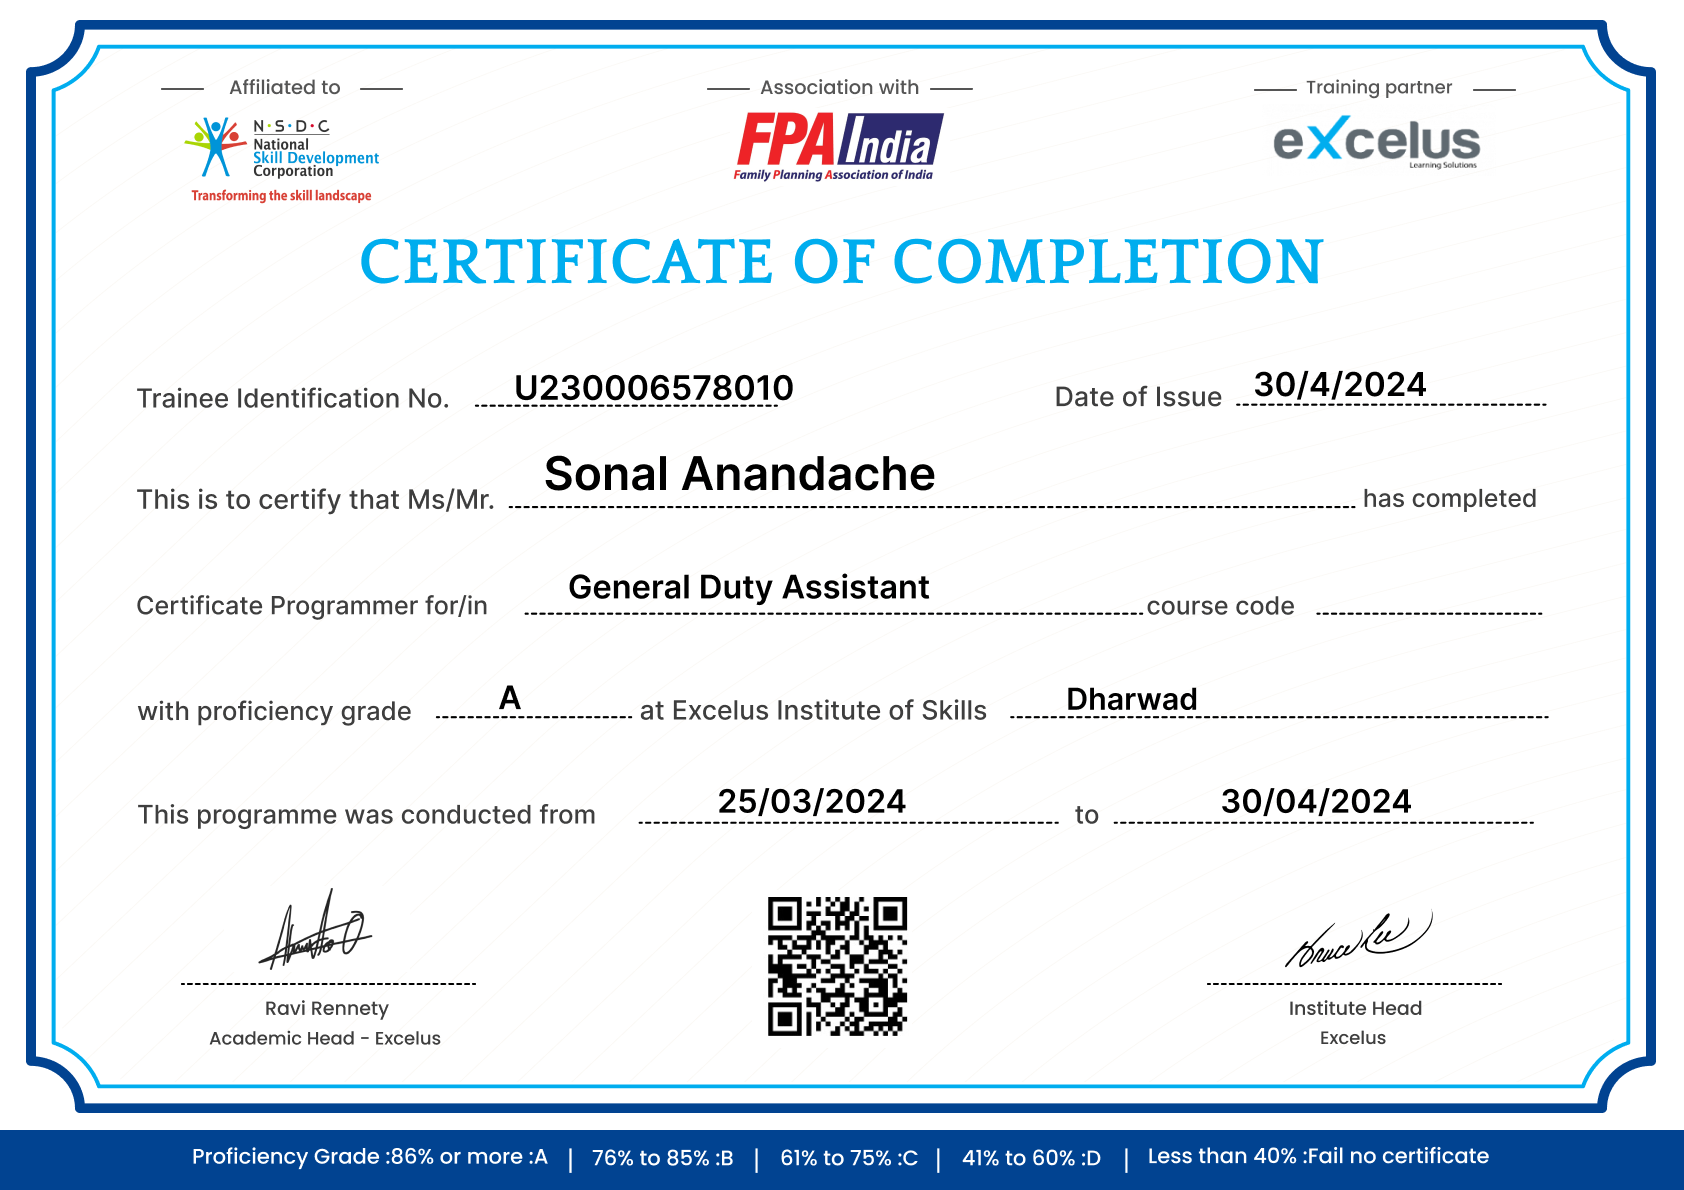 Affiliated to
Association with
Training partner
N·S·D·C
National
Skill Development
Corporation
Transforming the skill landscape
FPA India
Family Planning Association of India
excelus
Learning Solutions
CERTIFICATE OF COMPLETION
Trainee Identification No. U230006578010 Date of Issue 30/4/2024
This is to certify that Ms/Mr. Sonal Anandache has completed
Certificate Programmer for/in General Duty Assistant course code
with proficiency grade A at Excelus Institute of Skills Dharwad
This programme was conducted from 25/03/2024 to 30/04/2024
Bruce Lee
Ravi Rennety
Academic Head - Excelus
Institute Head
Excelus
Proficiency Grade :86% or more :A | 76% to 85% :B | 61% to 75% :C | 41% to 60% :D | Less than 40% :Fail no certificate